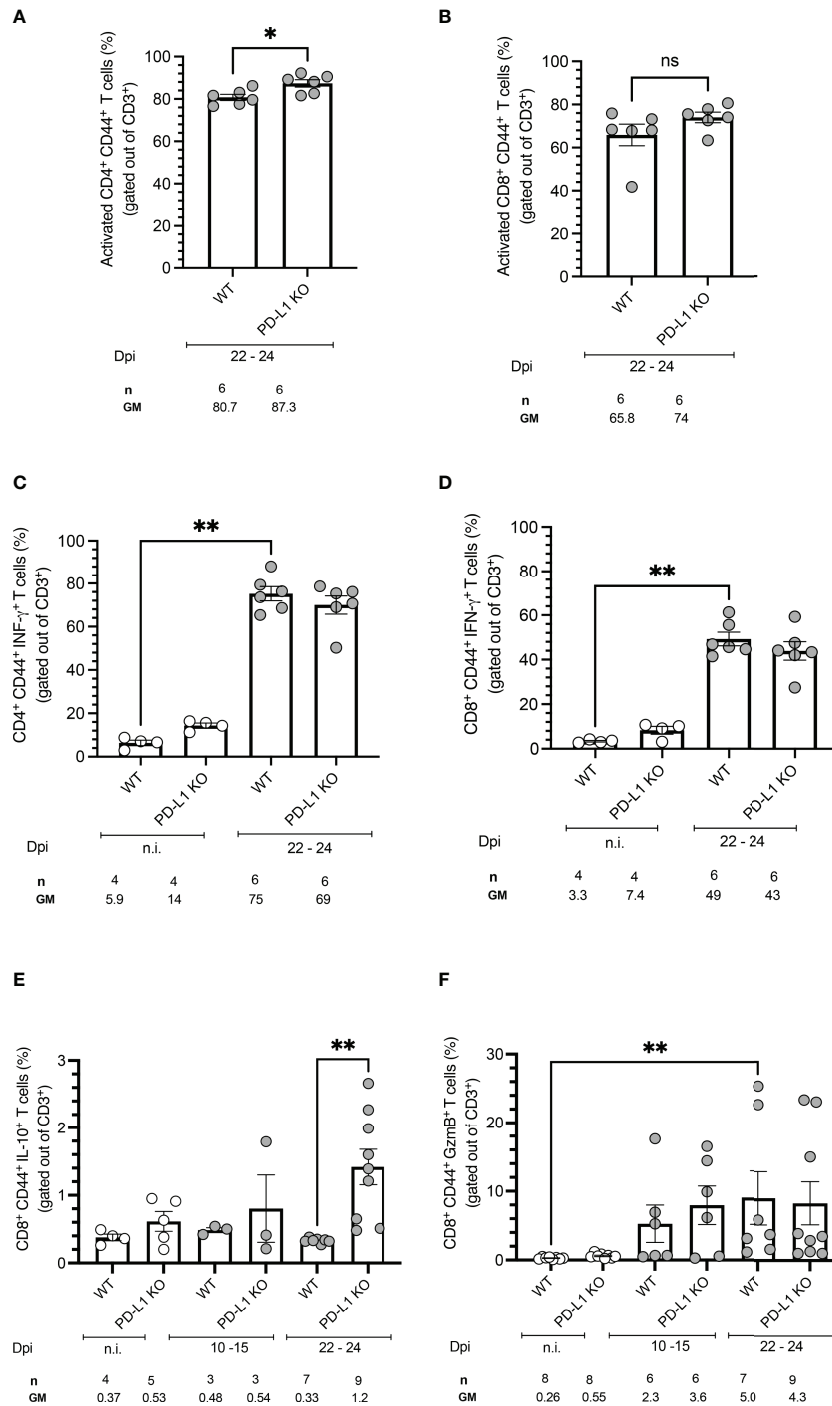 A
Activated CD4+ CD44+ T cells (%)
(gated out of CD3+)
100
80
60
40
20
0
*
WT
PD-L1 KO
Dpi
22 - 24
n 6 6
GM 80.7 87.3
B
Activated CD8+ CD44+ T cells (%)
(gated out of CD3+)
100
80
60
40
20
0
ns
WT
PD-L1 KO
Dpi
22 - 24
n 6 6
GM 65.8 74
C
CD4+ CD44+ INF-γ+ T cells (%)
(gated out of CD3+)
100
80
60
40
20
0
**
WT
PD-L1 KO
WT
PD-L1 KO
Dpi n.i. 22 - 24
n 4 4 6 6
GM 5.9 14 75 69
D
CD8+ CD44+ IFN-γ+ T cells (%)
(gated out of CD3+)
100
80
60
40
20
0
**
WT
PD-L1 KO
WT
PD-L1 KO
Dpi n.i. 22 - 24
n 4 4 6 6
GM 3.3 7.4 49 43
E
CD8+ CD44+ IL-10+ T cells (%)
(gated out of CD3+)
3
2
1
0
**
WT
PD-L1 KO
WT
PD-L1 KO
WT
PD-L1 KO
Dpi n.i. 10 -15 22 - 24
n 4 5 3 3 7 9
GM 0.37 0.53 0.48 0.54 0.33 1.2
F
CD8+ CD44+ GzmB+ T cells (%)
(gated out of CD3+)
30
20
10
0
**
WT
PD-L1 KO
WT
PD-L1 KO
WT
PD-L1 KO
Dpi n.i. 10 -15 22 - 24
n 8 8 6 6 7 9
GM 0.26 0.55 2.3 3.6 5.0 4.3